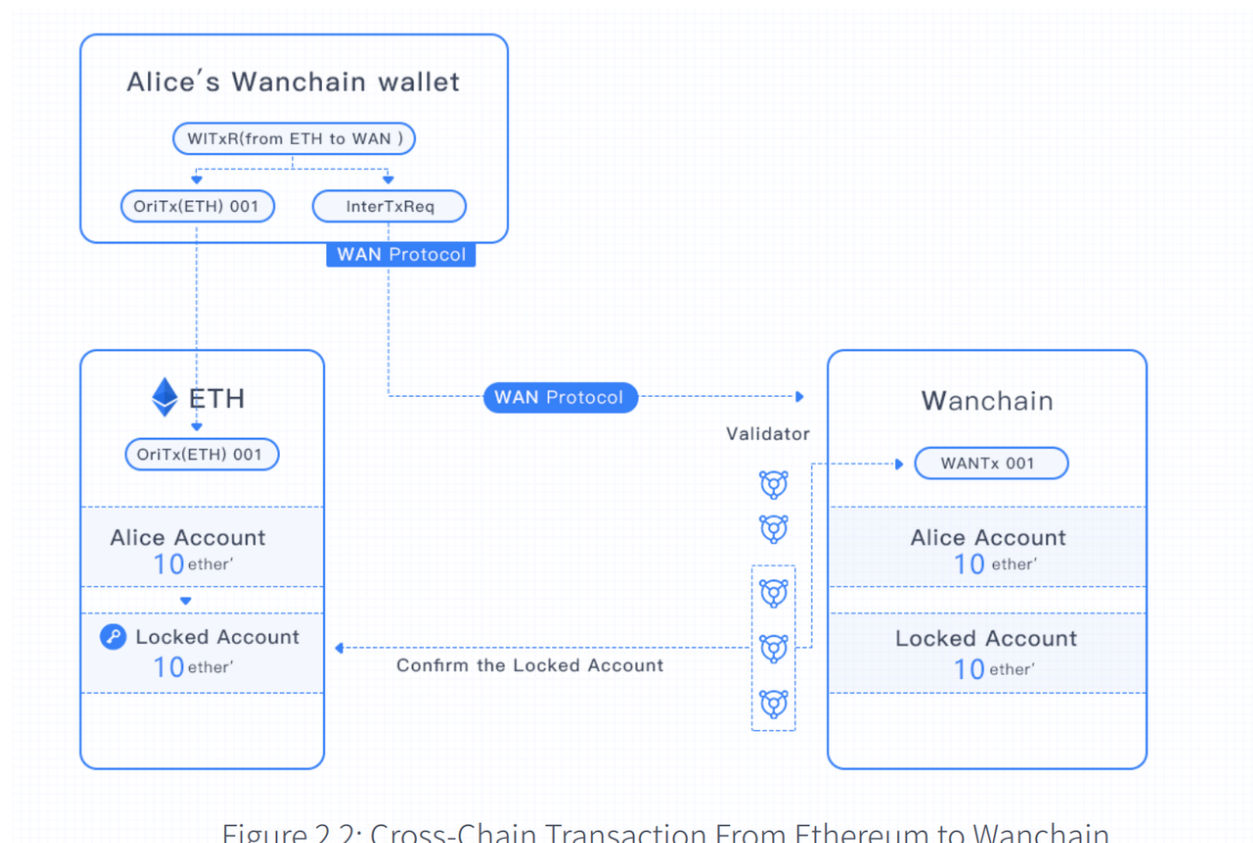 Alice's Wanchain wallet
WITxR(from ETH to WAN )
OriTx(ETH) 001
InterTxReq
WAN Protocol
ETH
OriTx(ETH) 001
Alice Account
10 ether'
Locked Account
10 ether'
WAN Protocol
Validator
Confirm the Locked Account
Wanchain
WANTx 001
Alice Account
10 ether'
Locked Account
10 ether'
Figure 2.2: Cross-Chain Transaction From Ethereum to Wanchain